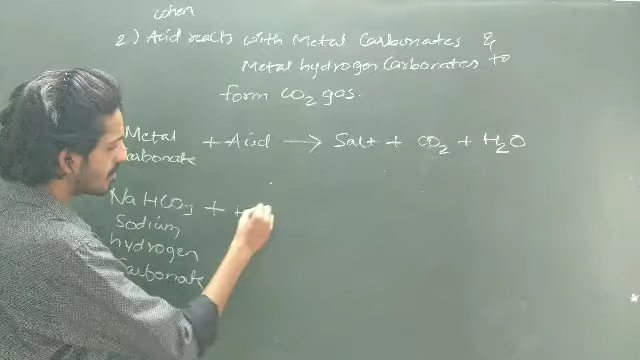 when
2) Acid reacts with Metal Carbonates &
Metal hydrogen Carbonates to
form CO2 gas.
Metal Carbonate + Acid → Salt + CO2 + H2O
NaHCO3 +
Sodium
hydrogen
Carbonate